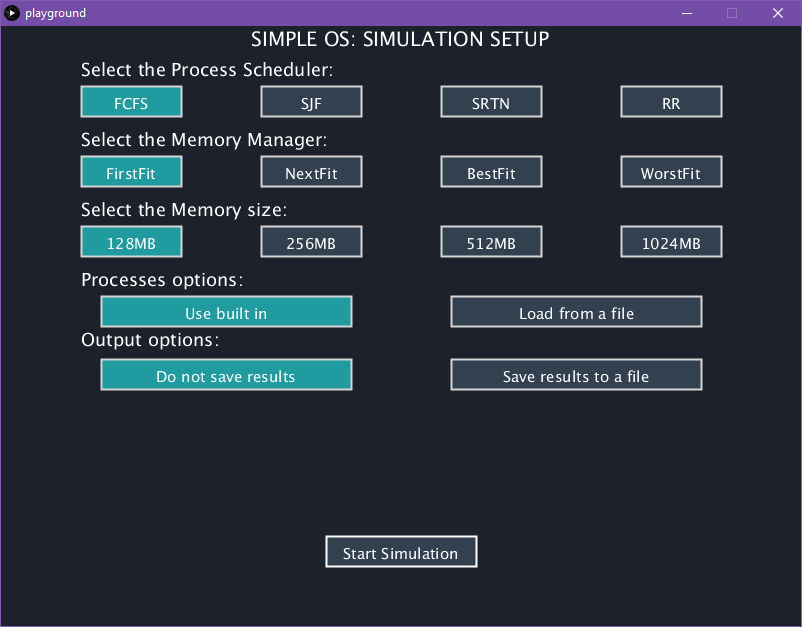 playground
SIMPLE OS: SIMULATION SETUP
Select the Process Scheduler:
FCFS SJF SRTN RR
Select the Memory Manager:
FirstFit NextFit BestFit WorstFit
Select the Memory size:
128MB 256MB 512MB 1024MB
Processes options:
Use built in Load from a file
Output options:
Do not save results Save results to a file
Start Simulation